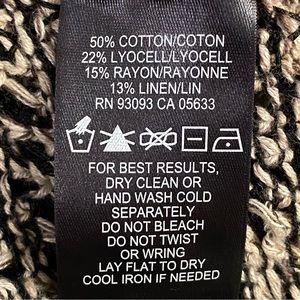 50% COTTON/COTON
22% LYOCELL/LYOCELL
15% RAYON/RAYONNE
13% LINEN/LIN
RN 93093 CA 05633
FOR BEST RESULTS,
DRY CLEAN OR
HAND WASH COLD
SEPARATELY
DO NOT BLEACH
DO NOT TWIST
OR WRING
LAY FLAT TO DRY
COOL IRON IF NEEDED